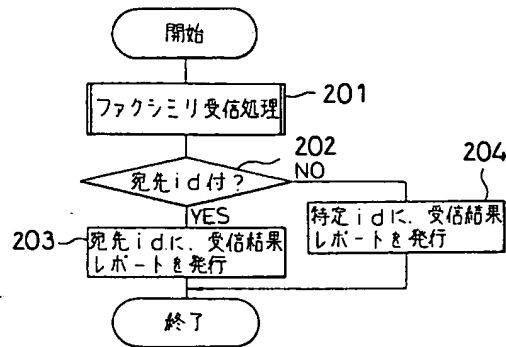 開始
ファクシミリ受信処理
201
202
宛先id付?
NO
204
YES
203
宛先idに、受信結果
レポートを発行
特定idに、受信結果
レポートを発行
終了